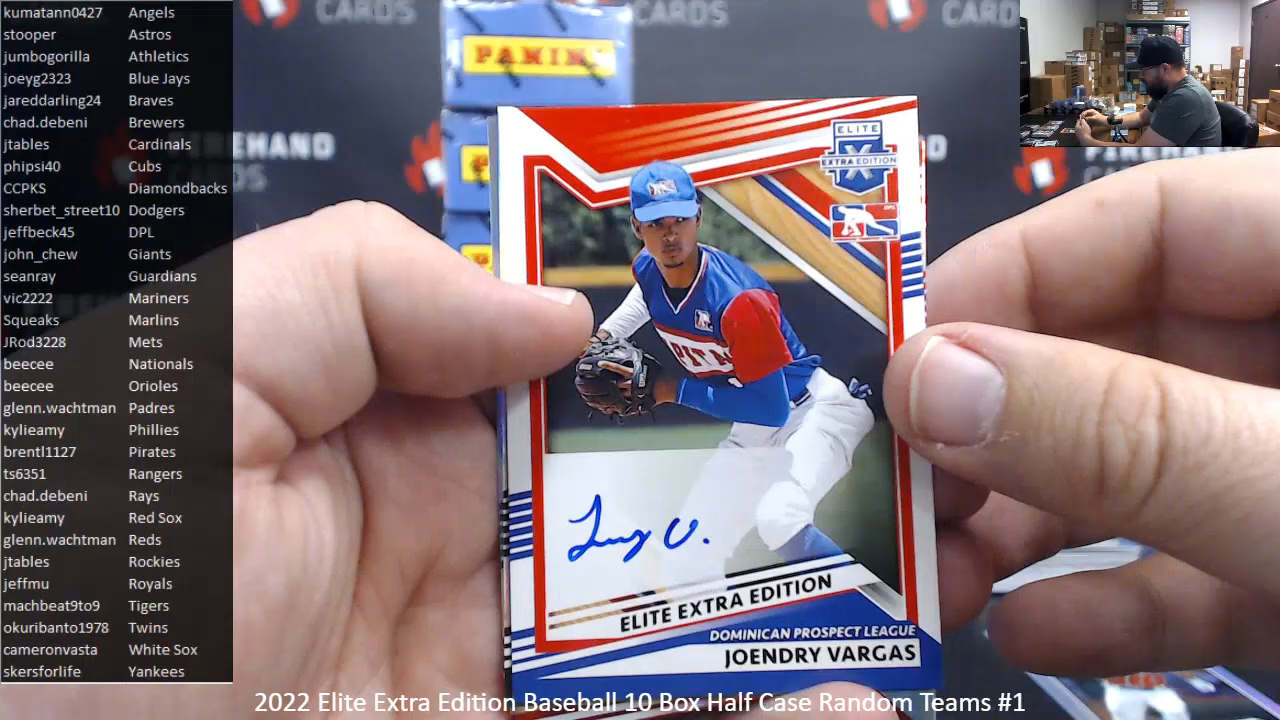 kumatann0427 Angels
stooper Astros
jumbogorilla Athletics
joeyg2323 Blue Jays
jareddarling24 Braves
chad.debeni Brewers
jtables Cardinals
phipsi40 Cubs
CCPKS Diamondbacks
sherbet_street10 Dodgers
jeffbeck45 DPL
john_chew Giants
seanray Guardians
vic2222 Mariners
Squeaks Marlins
JRod3228 Mets
beecee Nationals
beecee Orioles
glenn.wachtman Padres
kylieamy Phillies
brentl1127 Pirates
ts6351 Rangers
chad.debeni Rays
kylieamy Red Sox
glenn.wachtman Reds
jtables Rockies
jeffmu Royals
machbeat9to9 Tigers
okuribanto1978 Twins
cameronvasta White Sox
skersforlife Yankees
CARDS
CARDS
CARD
PANINI
ELITE
X
EXTRA EDITION
DPL
ELITE EXTRA EDITION
DOMINICAN PROSPECT LEAGUE
JOENDRY VARGAS
2022 Elite Extra Edition Baseball 10 Box Half Case Random Teams #1